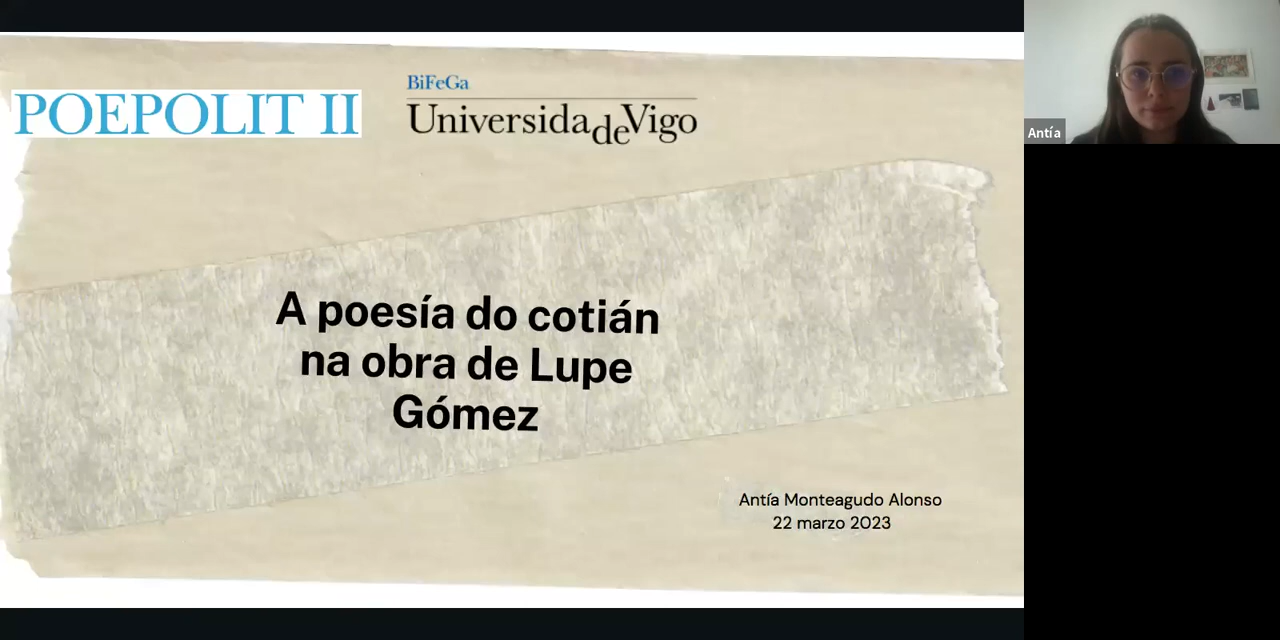 POEPOLIT II
BiFeGa
UniversidadeVigo
A poesía do cotián
na obra de Lupe
Gómez
Antía Monteagudo Alonso
22 marzo 2023
Antía